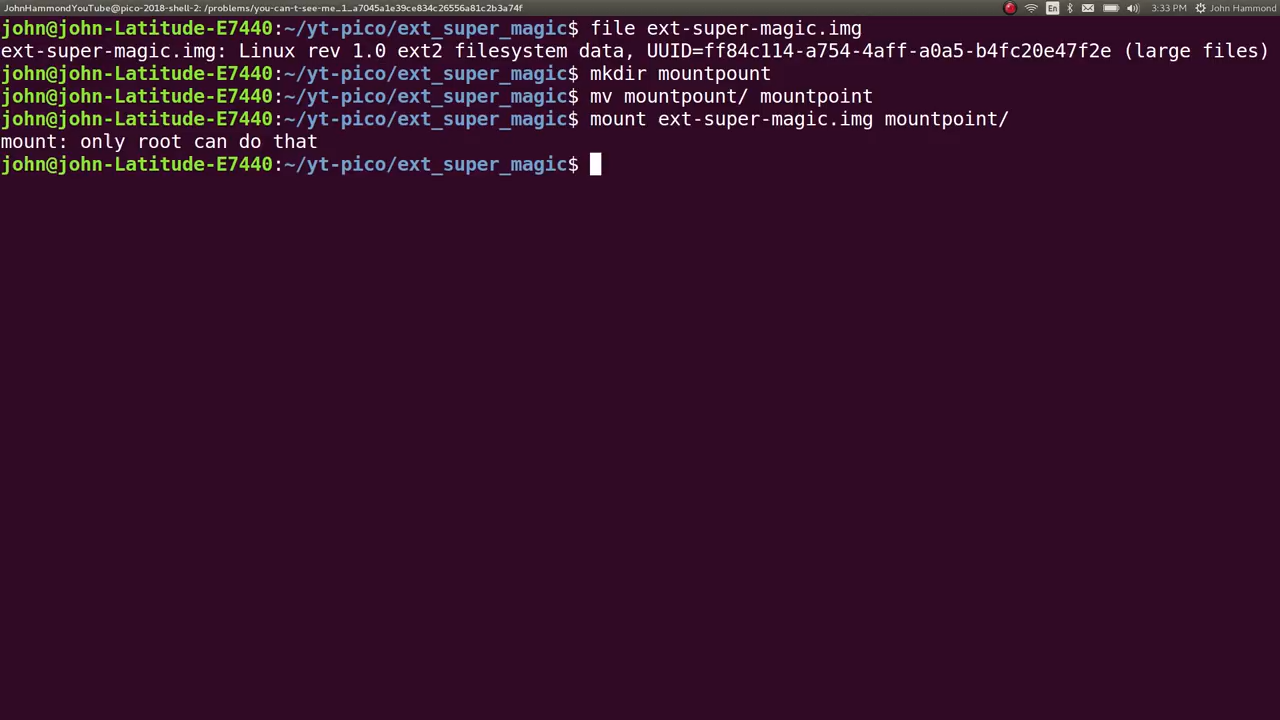 JohnHammondYouTube@pico-2018-shell-2: /problems/you-can-t-see-me_1_a7045a1e39ce834c26556a81c2b3a74f
En
3:33 PM
John Hammond
john@john-Latitude-E7440:~/yt-pico/ext_super_magic$ file ext-super-magic.img
ext-super-magic.img: Linux rev 1.0 ext2 filesystem data, UUID=ff84c114-a754-4aff-a0a5-b4fc20e47f2e (large files)
john@john-Latitude-E7440:~/yt-pico/ext_super_magic$ mkdir mountpount
john@john-Latitude-E7440:~/yt-pico/ext_super_magic$ mv mountpount/ mountpoint
john@john-Latitude-E7440:~/yt-pico/ext_super_magic$ mount ext-super-magic.img mountpoint/
mount: only root can do that
john@john-Latitude-E7440:~/yt-pico/ext_super_magic$